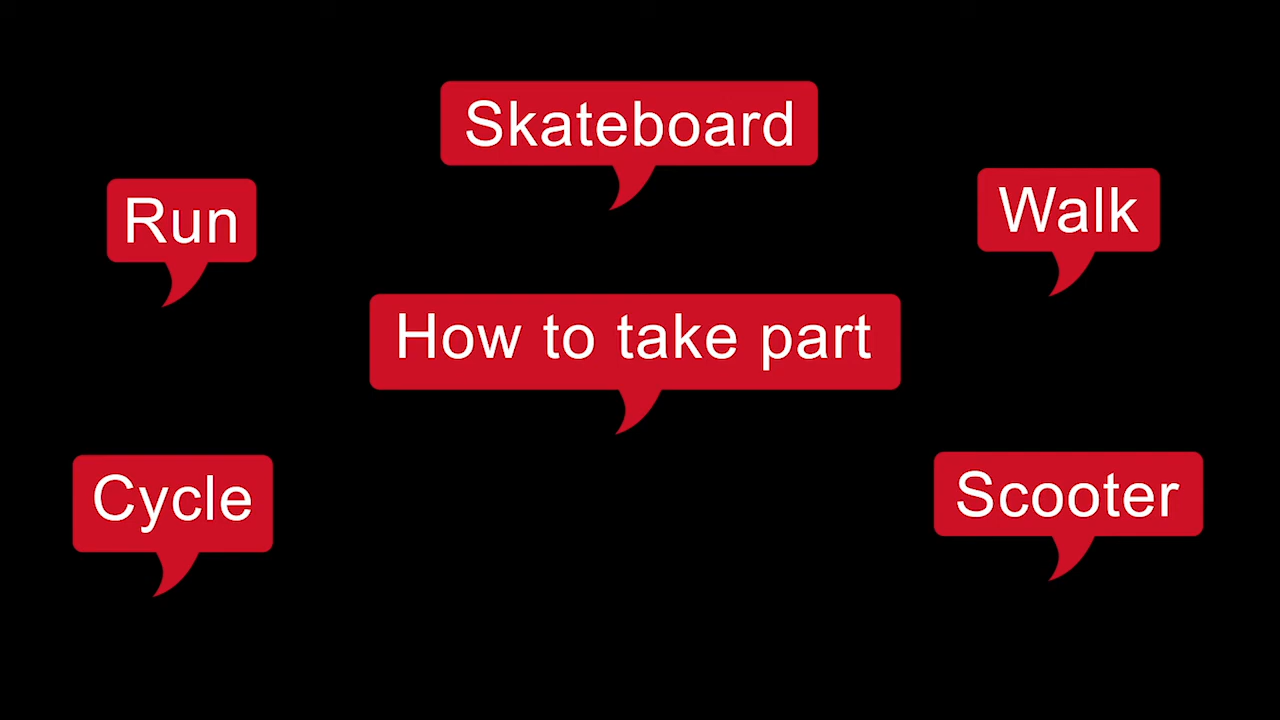 Skateboard
Run
Walk
How to take part
Cycle
Scooter